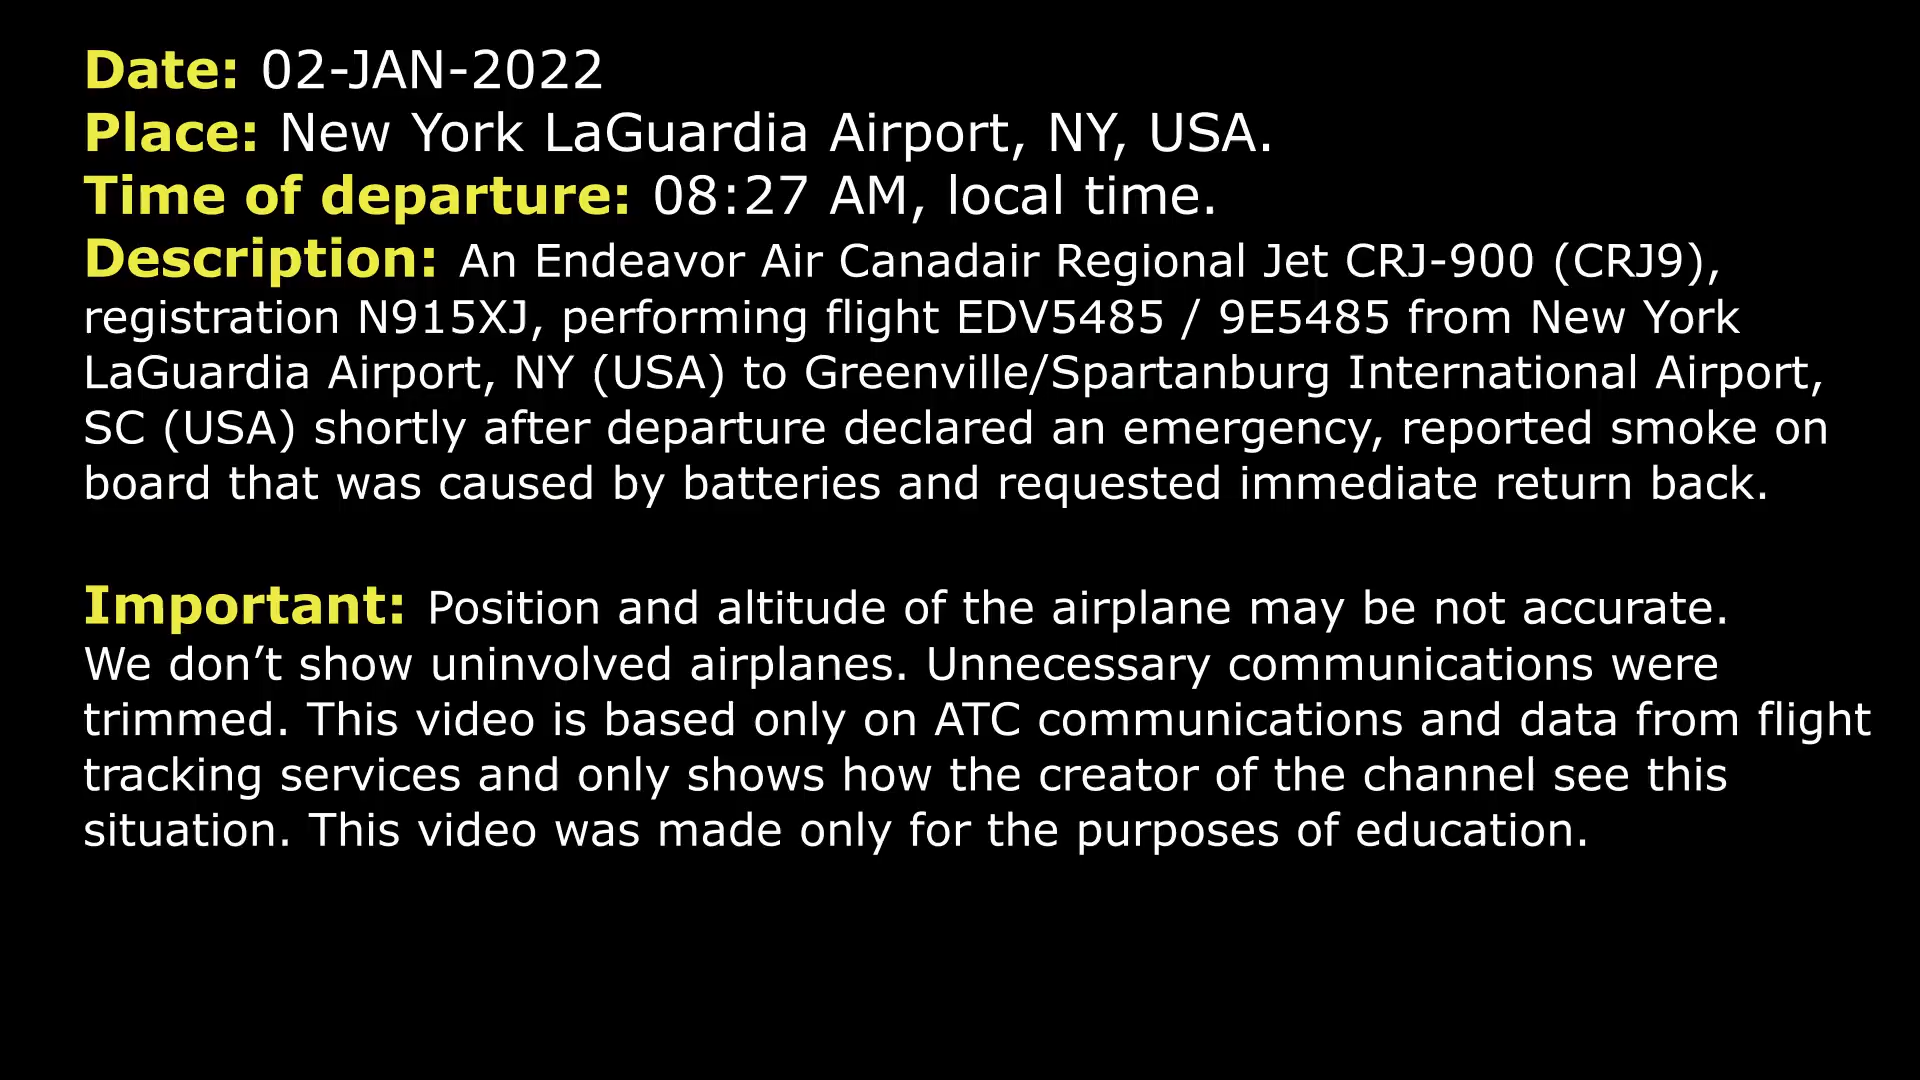 Date: 02-JAN-2022
Place: New York LaGuardia Airport, NY, USA.
Time of departure: 08:27 AM, local time.
Description: An Endeavor Air Canadair Regional Jet CRJ-900 (CRJ9),
registration N915XJ, performing flight EDV5485 / 9E5485 from New York
LaGuardia Airport, NY (USA) to Greenville/Spartanburg International Airport,
SC (USA) shortly after departure declared an emergency, reported smoke on
board that was caused by batteries and requested immediate return back.
Important: Position and altitude of the airplane may be not accurate.
We don’t show uninvolved airplanes. Unnecessary communications were
trimmed. This video is based only on ATC communications and data from flight
tracking services and only shows how the creator of the channel see this
situation. This video was made only for the purposes of education.